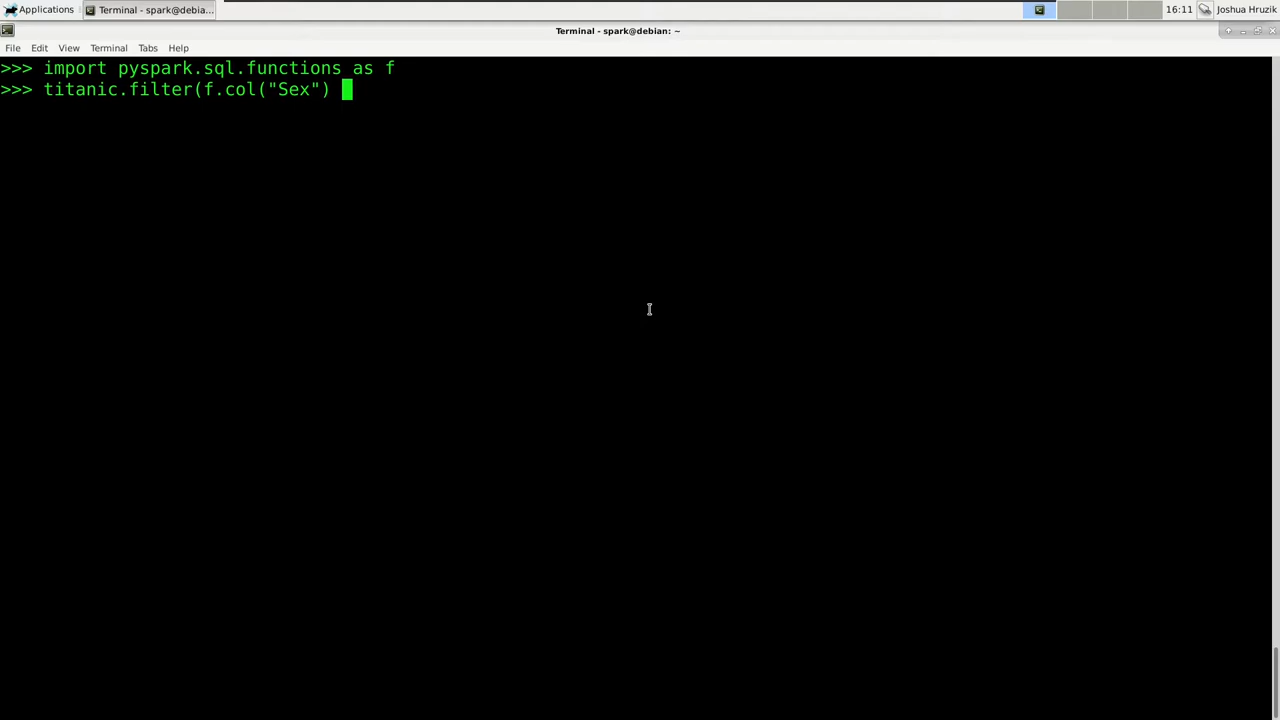 Applications
Terminal - spark@debia...
16:11
Joshua Hruzik
Terminal - spark@debian: ~
File Edit View Terminal Tabs Help
>>> import pyspark.sql.functions as f
>>> titanic.filter(f.col("Sex")